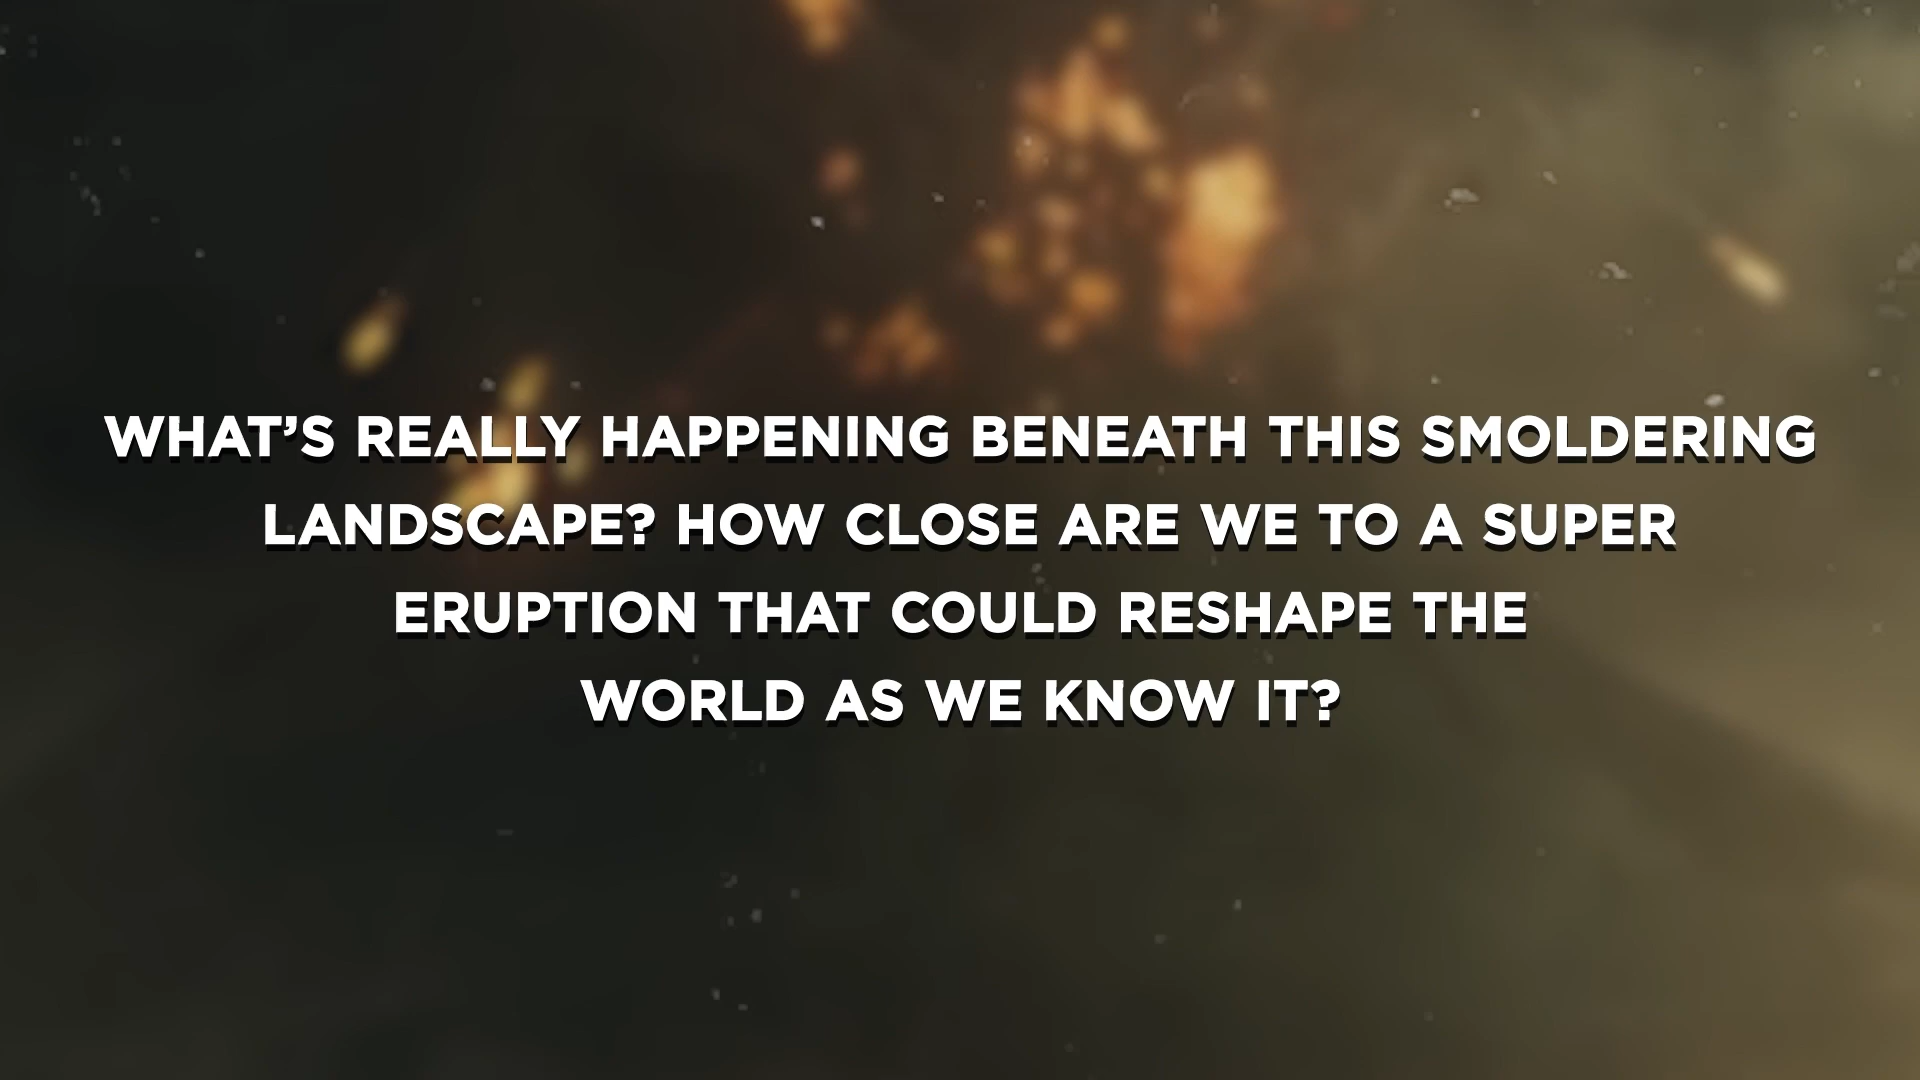 WHAT’S REALLY HAPPENING BENEATH THIS SMOLDERING
LANDSCAPE? HOW CLOSE ARE WE TO A SUPER
ERUPTION THAT COULD RESHAPE THE
WORLD AS WE KNOW IT?